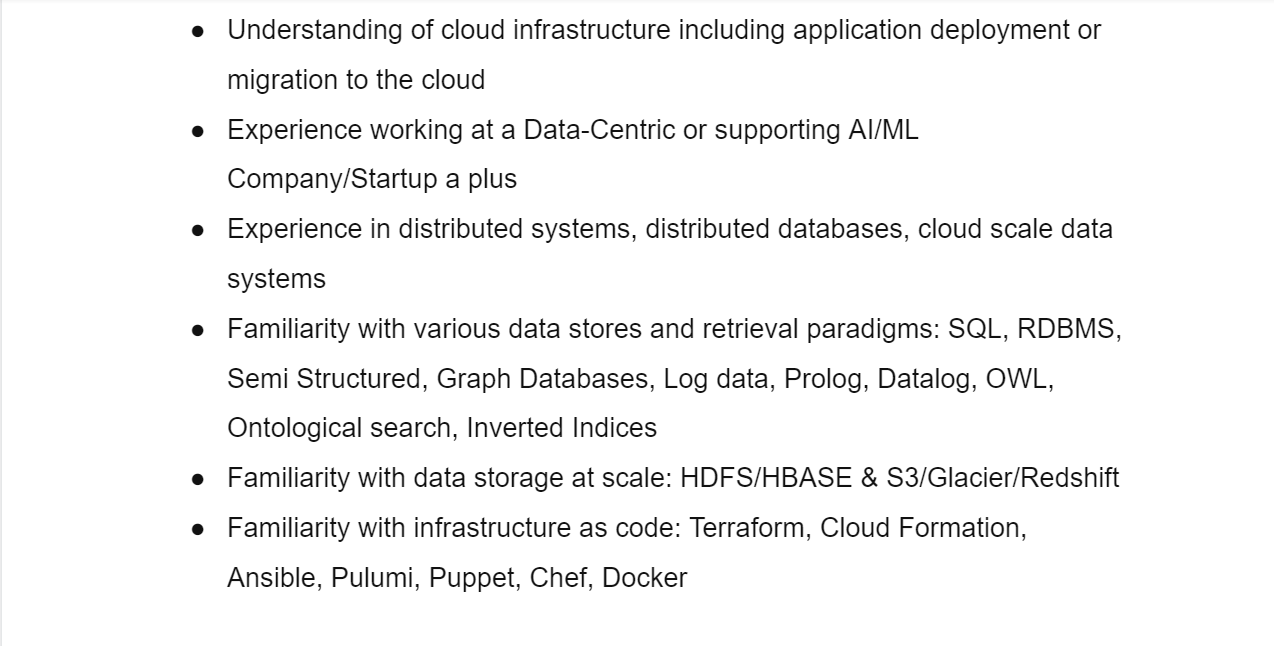 ● Understanding of cloud infrastructure including application deployment or
migration to the cloud
● Experience working at a Data-Centric or supporting AI/ML
Company/Startup a plus
● Experience in distributed systems, distributed databases, cloud scale data
systems
● Familiarity with various data stores and retrieval paradigms: SQL, RDBMS,
Semi Structured, Graph Databases, Log data, Prolog, Datalog, OWL,
Ontological search, Inverted Indices
● Familiarity with data storage at scale: HDFS/HBASE & S3/Glacier/Redshift
● Familiarity with infrastructure as code: Terraform, Cloud Formation,
Ansible, Pulumi, Puppet, Chef, Docker